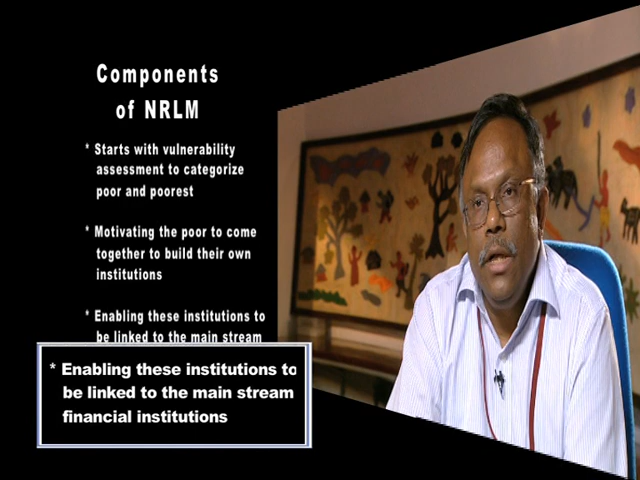 Components
of NRLM
* Starts with vulnerability
assessment to categorize
poor and poorest
* Motivating the poor to come
together to build their own
institutions
* Enabling these institutions to
be linked to the main stream
* Enabling these institutions to
be linked to the main stream
financial institutions